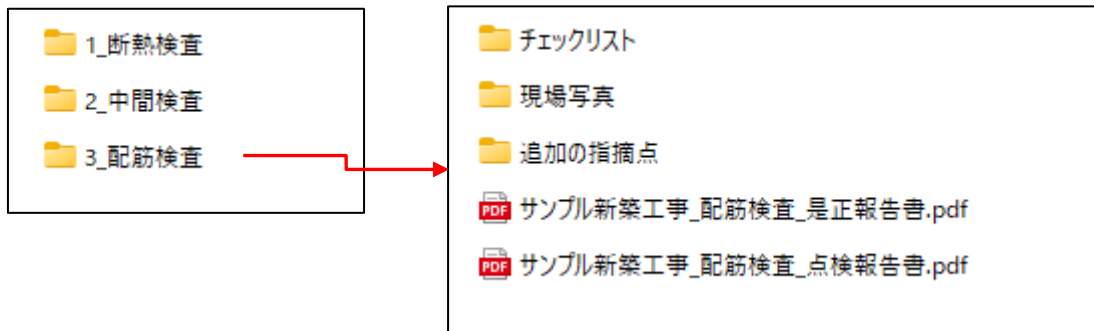 1_断熱検査
2_中間検査
3_配筋検査
チェックリスト
現場写真
追加の指摘点
PDF サンプル新築工事_配筋検査_是正報告書.pdf
PDF サンプル新築工事_配筋検査_点検報告書.pdf